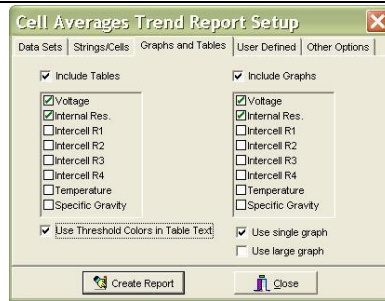 Cell Averages Trend Report Setup
Data Sets Strings/Cells Graphs and Tables User Defined Other Options
Include Tables Include Graphs
Voltage Voltage
Internal Res. Internal Res.
Intercell R1 Intercell R1
Intercell R2 Intercell R2
Intercell R3 Intercell R3
Intercell R4 Intercell R4
Temperature Temperature
Specific Gravity Specific Gravity
Use Threshold Colors in Table Text Use single graph
Use large graph
Create Report Close